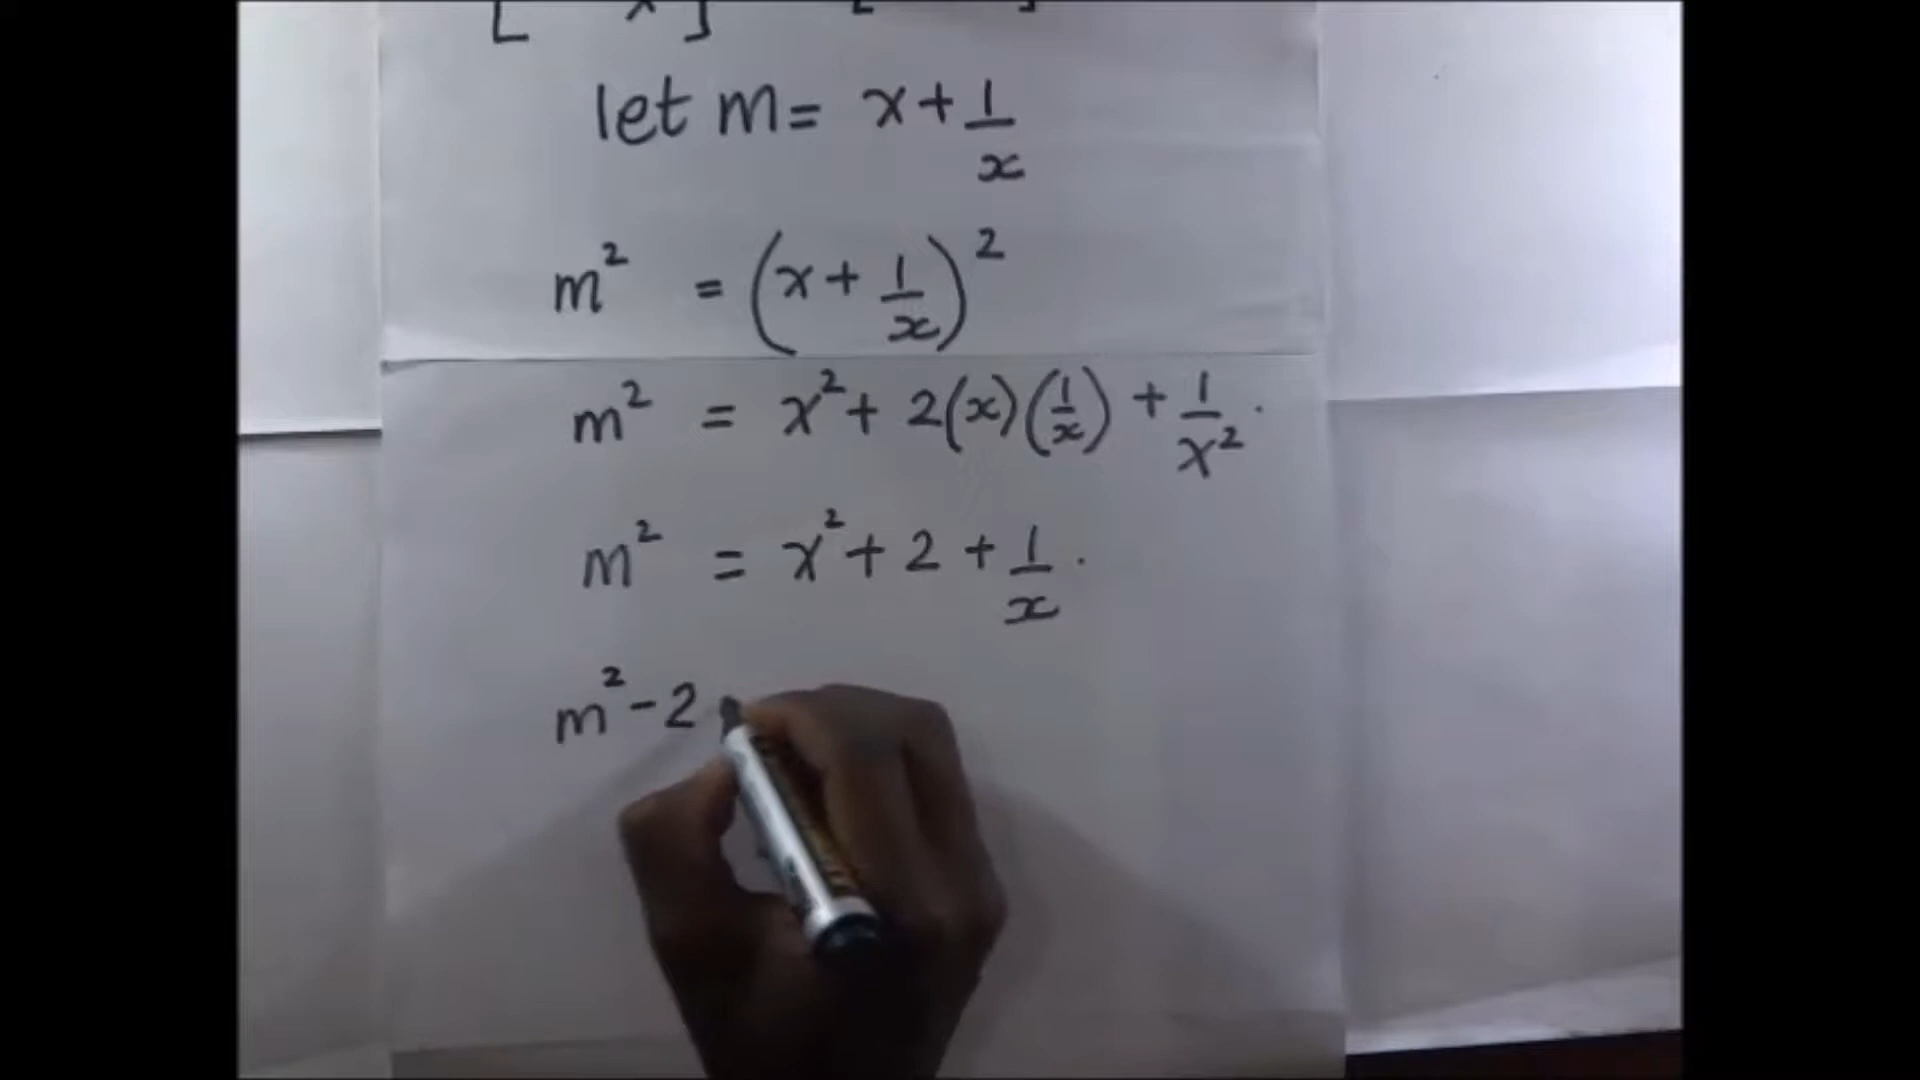 let m = x + 1/x
m² = (x + 1/x)²
m² = x² + 2(x)(1/x) + 1/x².
m² = x² + 2 + 1/x.
m² - 2